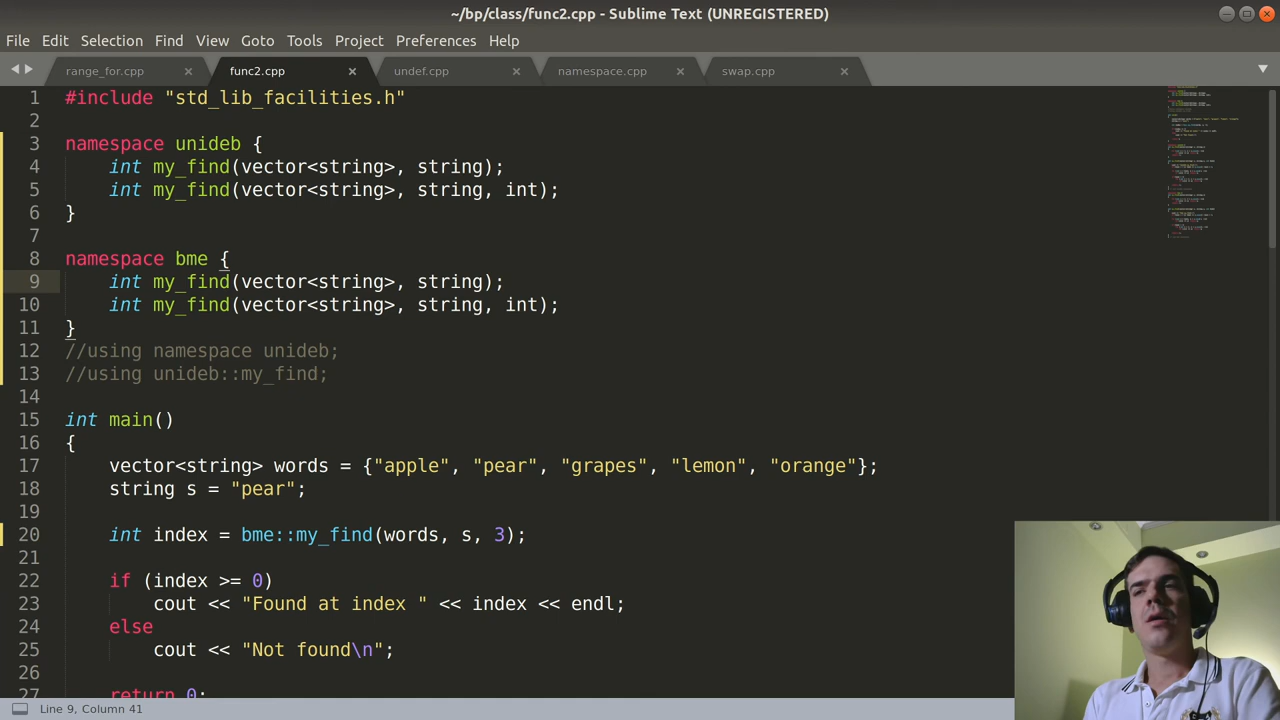 ~/bp/class/func2.cpp - Sublime Text (UNREGISTERED)
File Edit Selection Find View Goto Tools Project Preferences Help
range_for.cpp func2.cpp undef.cpp namespace.cpp swap.cpp
1 #include "std_lib_facilities.h"
2
3 namespace unideb {
4 int my_find(vector<string>, string);
5 int my_find(vector<string>, string, int);
6 }
7
8 namespace bme {
9 int my_find(vector<string>, string);
10 int my_find(vector<string>, string, int);
11 }
12 //using namespace unideb;
13 //using unideb::my_find;
14
15 int main()
16 {
17 vector<string> words = {"apple", "pear", "grapes", "lemon", "orange"};
18 string s = "pear";
19
20 int index = bme::my_find(words, s, 3);
21
22 if (index >= 0)
23 cout << "Found at index " << index << endl;
24 else
25 cout << "Not found\n";
26
27 return 0;
Line 9, Column 41